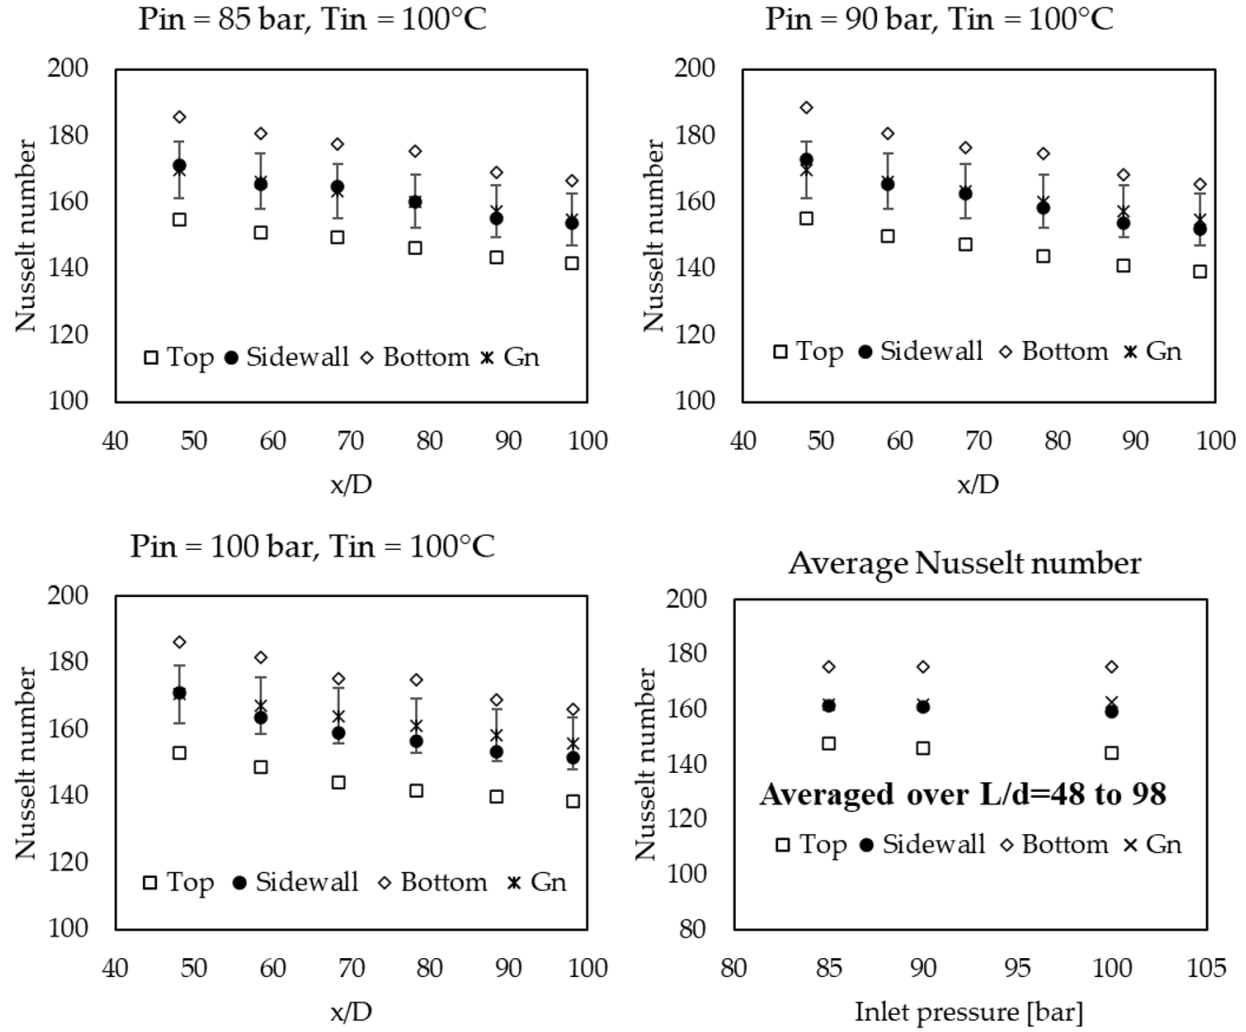 Pin = 85 bar, Tin = 100°C
200
180
160
140
120
100
Nusselt number
Top Sidewall Bottom Gn
40 50 60 70 80 90 100
x/D
Pin = 90 bar, Tin = 100°C
200
180
160
140
120
100
Nusselt number
Top Sidewall Bottom Gn
40 50 60 70 80 90 100
x/D
Pin = 100 bar, Tin = 100°C
200
180
160
140
120
100
Nusselt number
Top Sidewall Bottom Gn
40 50 60 70 80 90 100
x/D
Average Nusselt number
200
180
160
140
120
100
80
Nusselt number
Averaged over L/d=48 to 98
Top Sidewall Bottom Gn
80 85 90 95 100 105
Inlet pressure [bar]